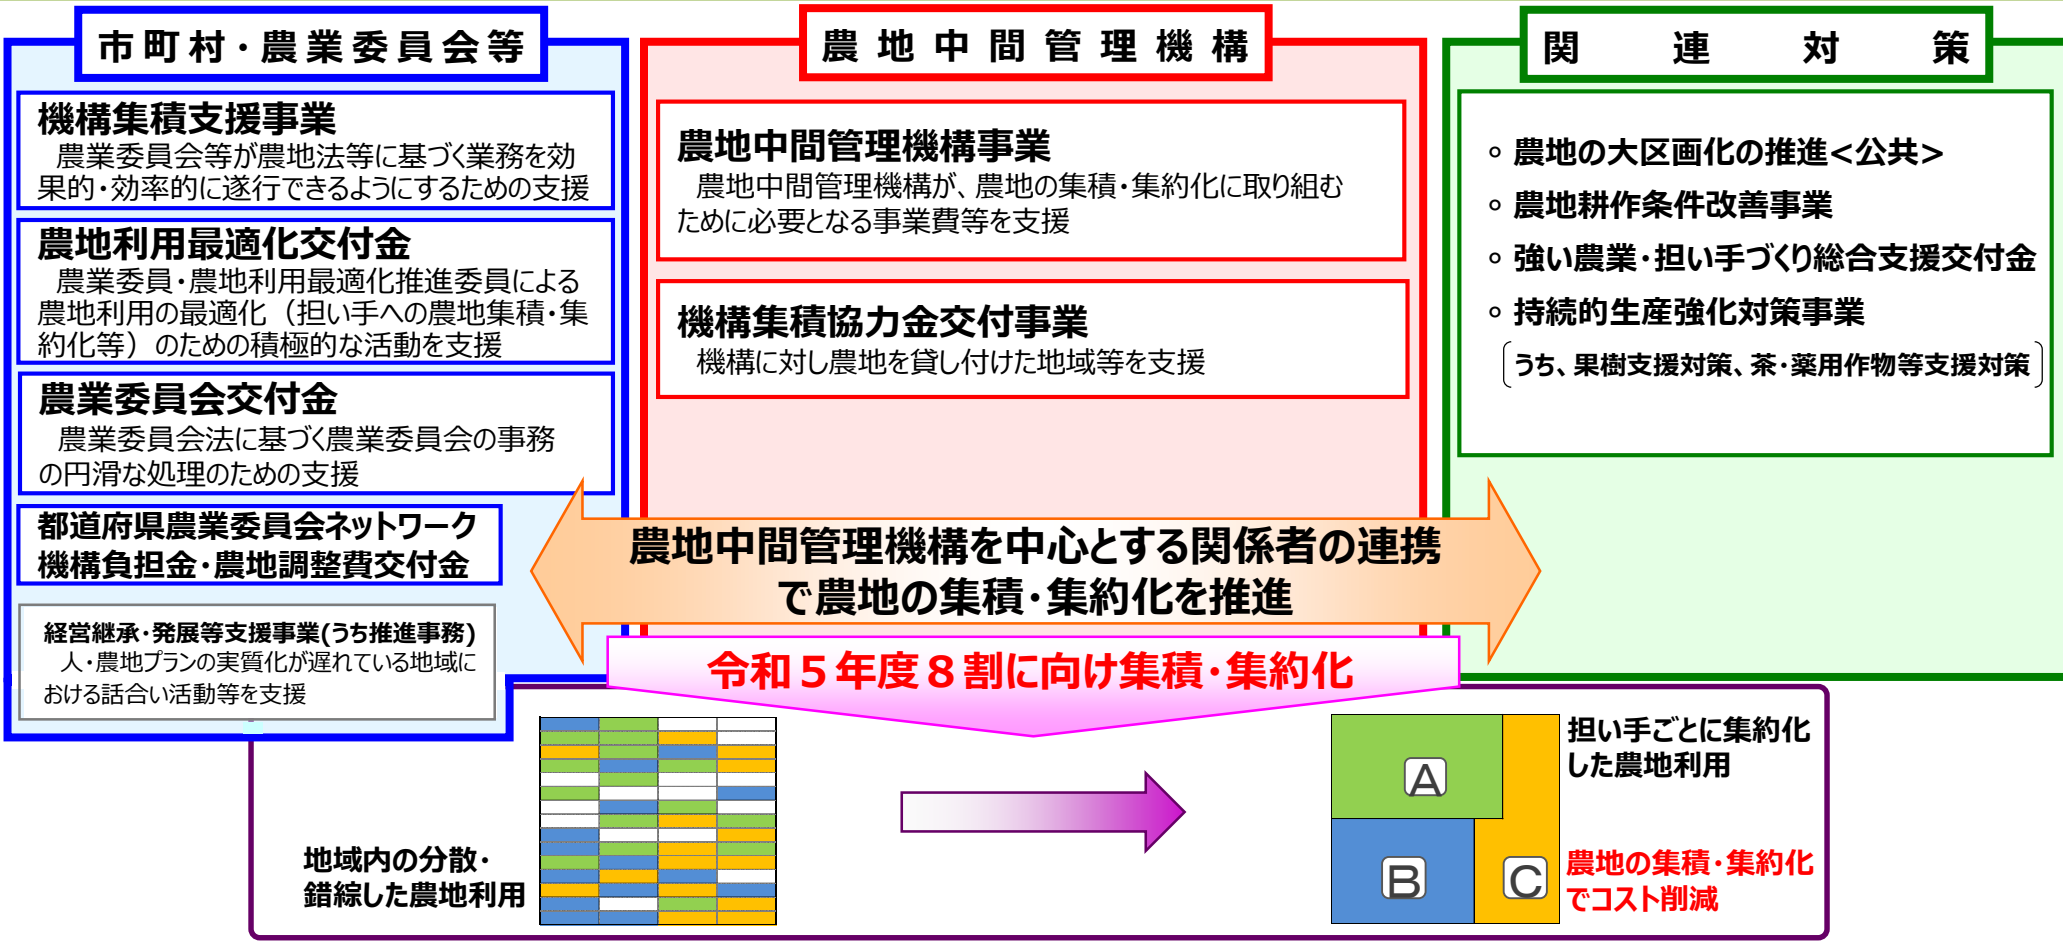 市町村・農業委員会等
機構集積支援事業
農業委員会等が農地法等に基づく業務を効
果的・効率的に遂行できるようにするための支援
農地利用最適化交付金
農業委員・農地利用最適化推進委員による
農地利用の最適化（担い手への農地集積・集
約化等）のための積極的な活動を支援
農業委員会交付金
農業委員会法に基づく農業委員会の事務
の円滑な処理のための支援
都道府県農業委員会ネットワーク
機構負担金・農地調整費交付金
経営継承・発展等支援事業(うち推進事務)
人・農地プランの実質化が遅れている地域に
おける話合い活動等を支援
農地中間管理機構
農地中間管理機構事業
農地中間管理機構が、農地の集積・集約化に取り組む
ために必要となる事業費等を支援
機構集積協力金交付事業
機構に対し農地を貸し付けた地域等を支援
関連対策
○ 農地の大区画化の推進<公共>
○ 農地耕作条件改善事業
○ 強い農業・担い手づくり総合支援交付金
○ 持続的生産強化対策事業
うち、果樹支援対策、茶・薬用作物等支援対策
農地中間管理機構を中心とする関係者の連携
で農地の集積・集約化を推進
令和５年度８割に向け集積・集約化
地域内の分散・
錯綜した農地利用
A
B
C
担い手ごとに集約化
した農地利用
農地の集積・集約化
でコスト削減